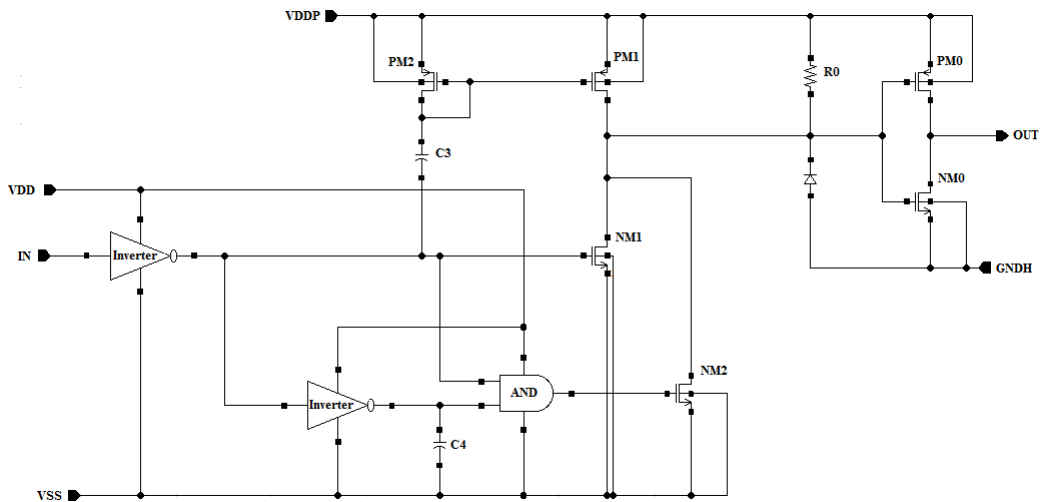 VDDP
PM2
PM1
PM0
R0
OUT
C3
VDD
NM0
NM1
IN
Inverter
GNDH
NM2
AND
Inverter
C4
VSS